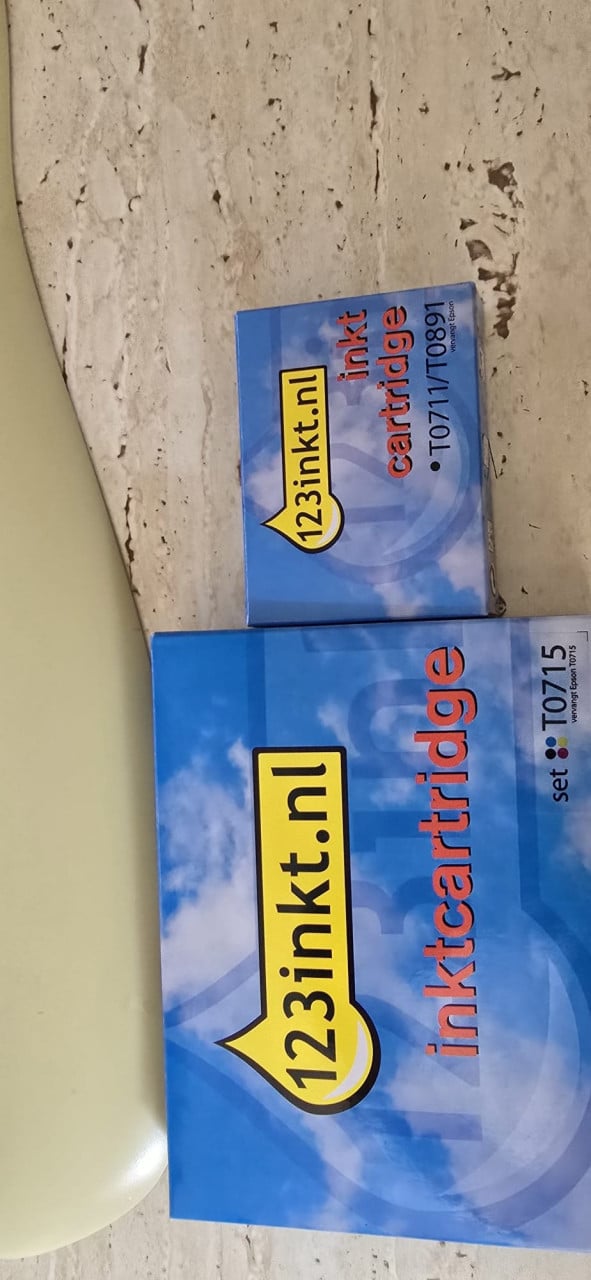 123inkt.nl
inkt
cartridge
• T0711/T0891
vervangt Epson
123inkt.nl
inktcartridge
set T0715
vervangt Epson T0715